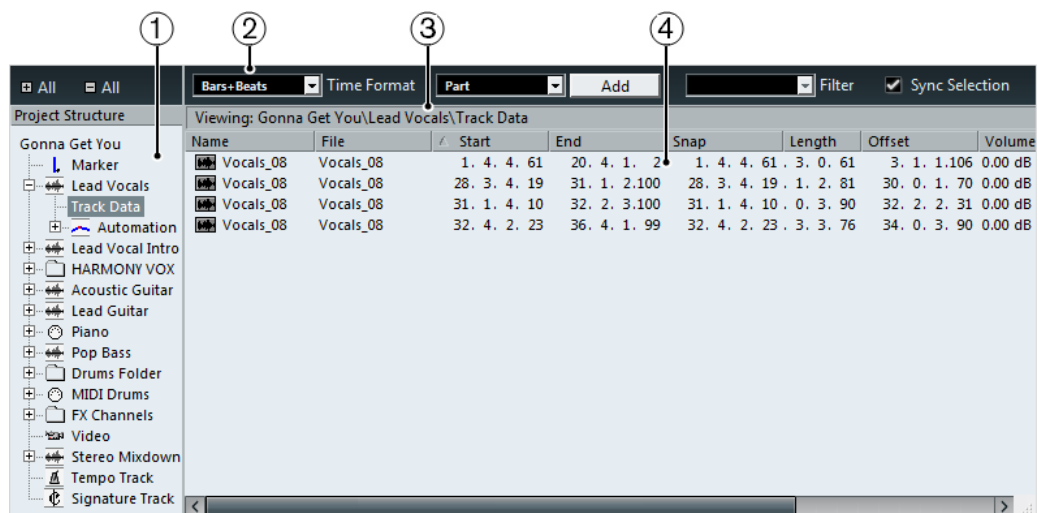 1 2 3 4
All All Bars+Beats Time Format Part Add Filter Sync Selection
Project Structure Viewing: Gonna Get You\Lead Vocals\Track Data
Gonna Get You Name File Start End Snap Length Offset Volume
Marker Vocals_08 Vocals_08 1. 4. 4. 61 20. 4. 1. 2 1. 4. 4. 61 . 3. 0. 61 3. 1. 1.106 0.00 dB
Lead Vocals Vocals_08 Vocals_08 28. 3. 4. 19 31. 1. 2.100 28. 3. 4. 19 . 1. 2. 81 30. 0. 1. 70 0.00 dB
Track Data Vocals_08 Vocals_08 31. 1. 4. 10 32. 2. 3.100 31. 1. 4. 10 . 0. 3. 90 32. 2. 2. 31 0.00 dB
Automation Vocals_08 Vocals_08 32. 4. 2. 23 36. 4. 1. 99 32. 4. 2. 23 . 3. 3. 76 34. 0. 3. 90 0.00 dB
Lead Vocal Intro
HARMONY VOX
Acoustic Guitar
Lead Guitar
Piano
Pop Bass
Drums Folder
MIDI Drums
FX Channels
Video
Stereo Mixdown
Tempo Track
Signature Track